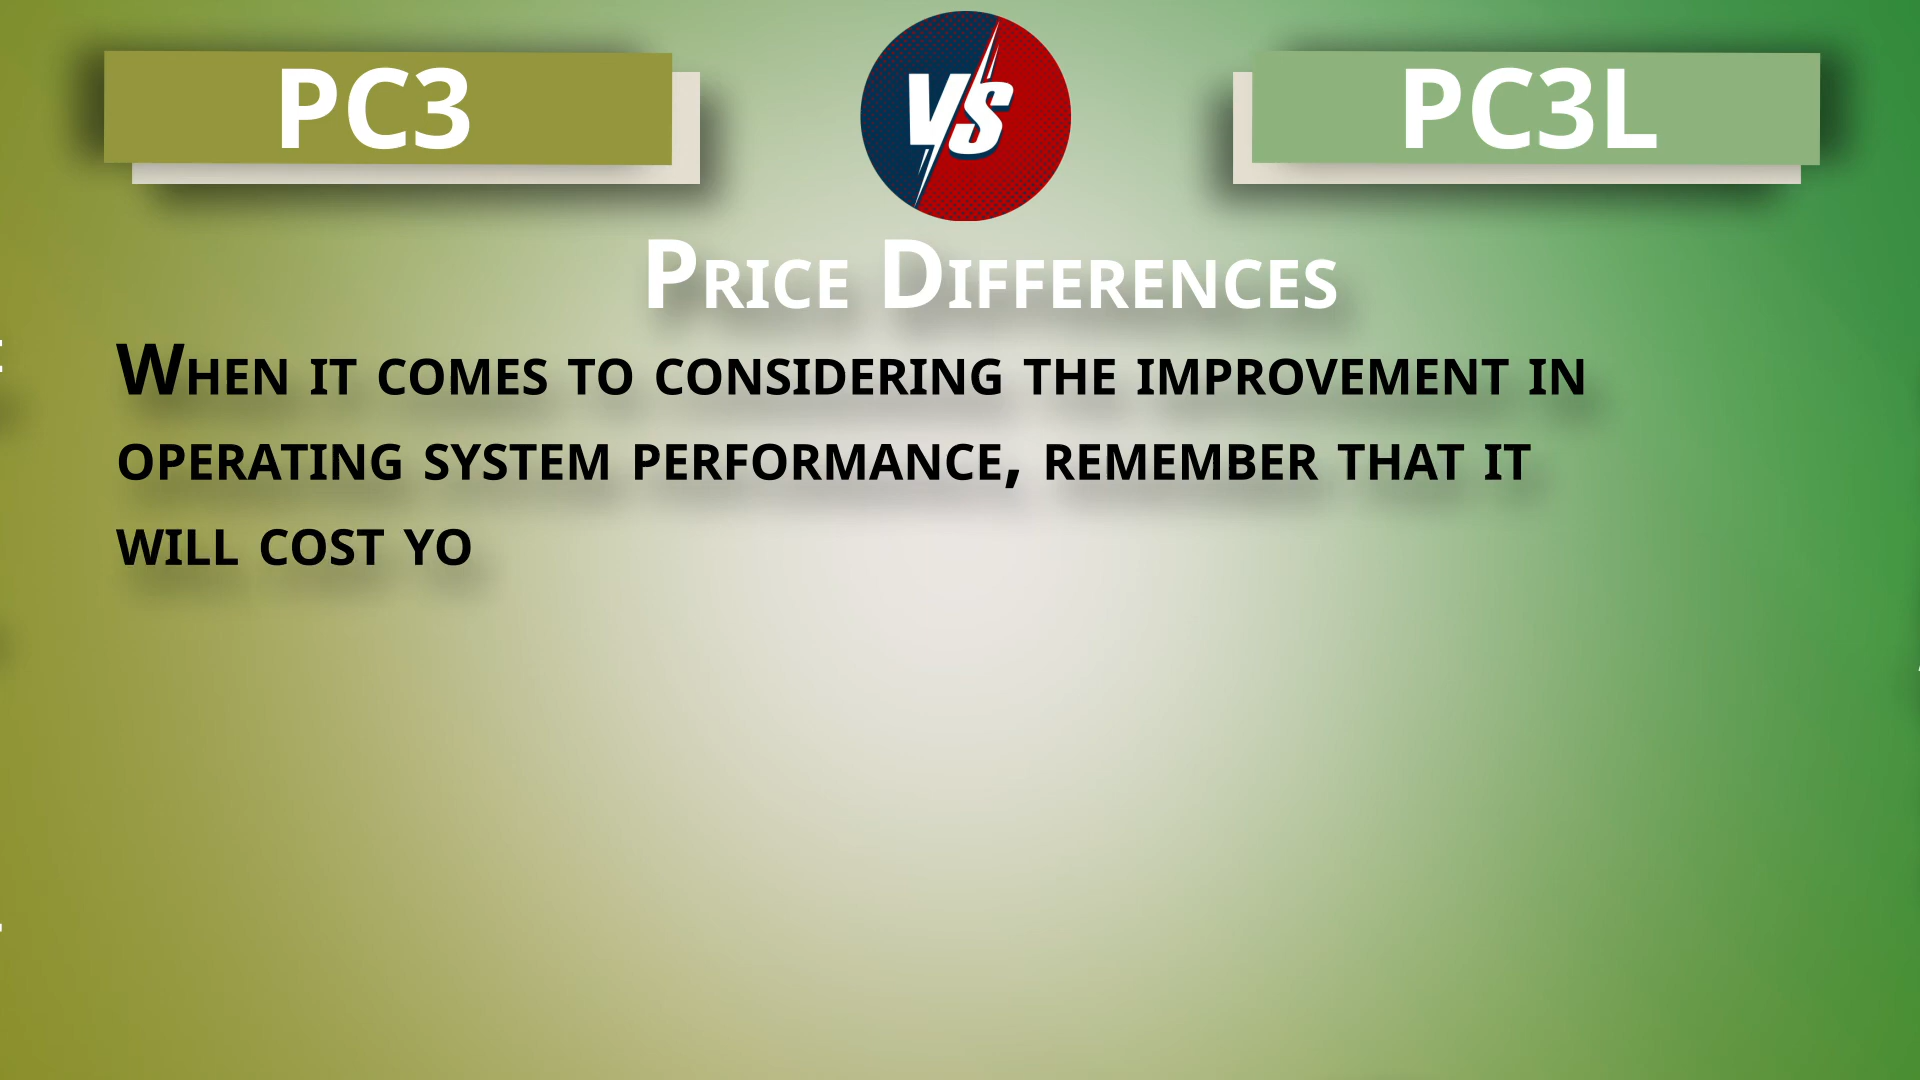 PC3
VS
PC3L
Price Differences
When it comes to considering the improvement in
operating system performance, remember that it
will cost yo